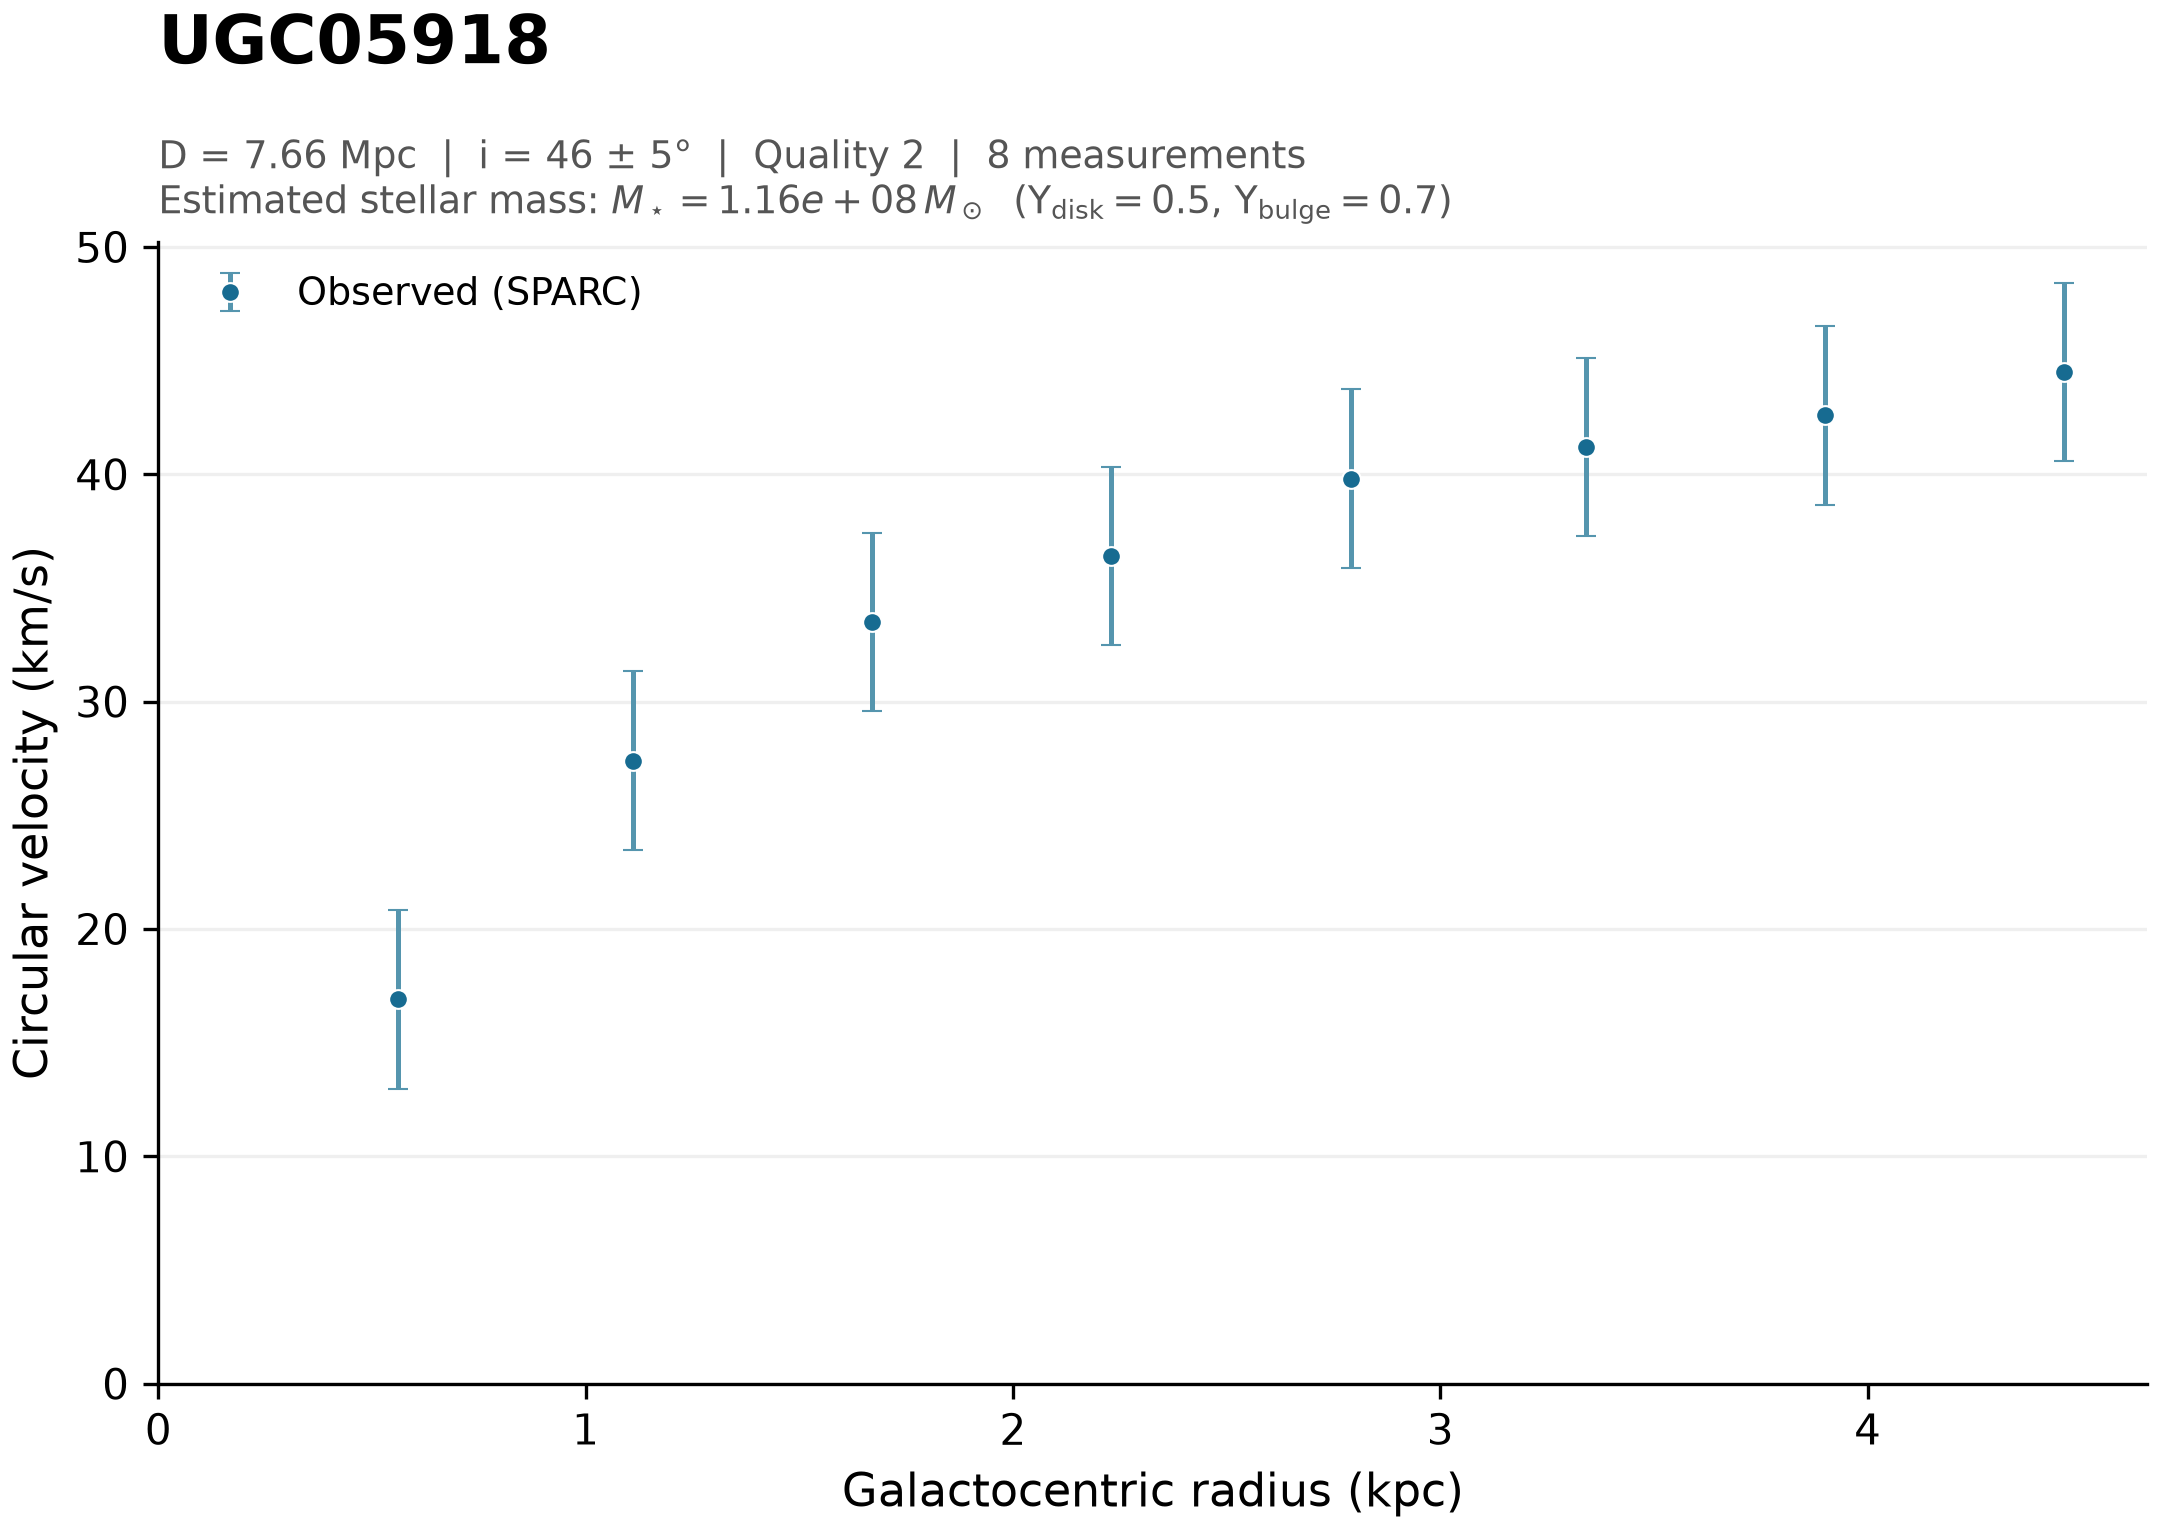 UGC05918
D = 7.66 Mpc | i = 46 ± 5° | Quality 2 | 8 measurements
Estimated stellar mass: M⋆ = 1.16e + 08 M⊙ (Ydisk = 0.5, Ybulge = 0.7)
Observed (SPARC)
50
40
30
20
10
0
Circular velocity (km/s)
0 1 2 3 4
Galactocentric radius (kpc)